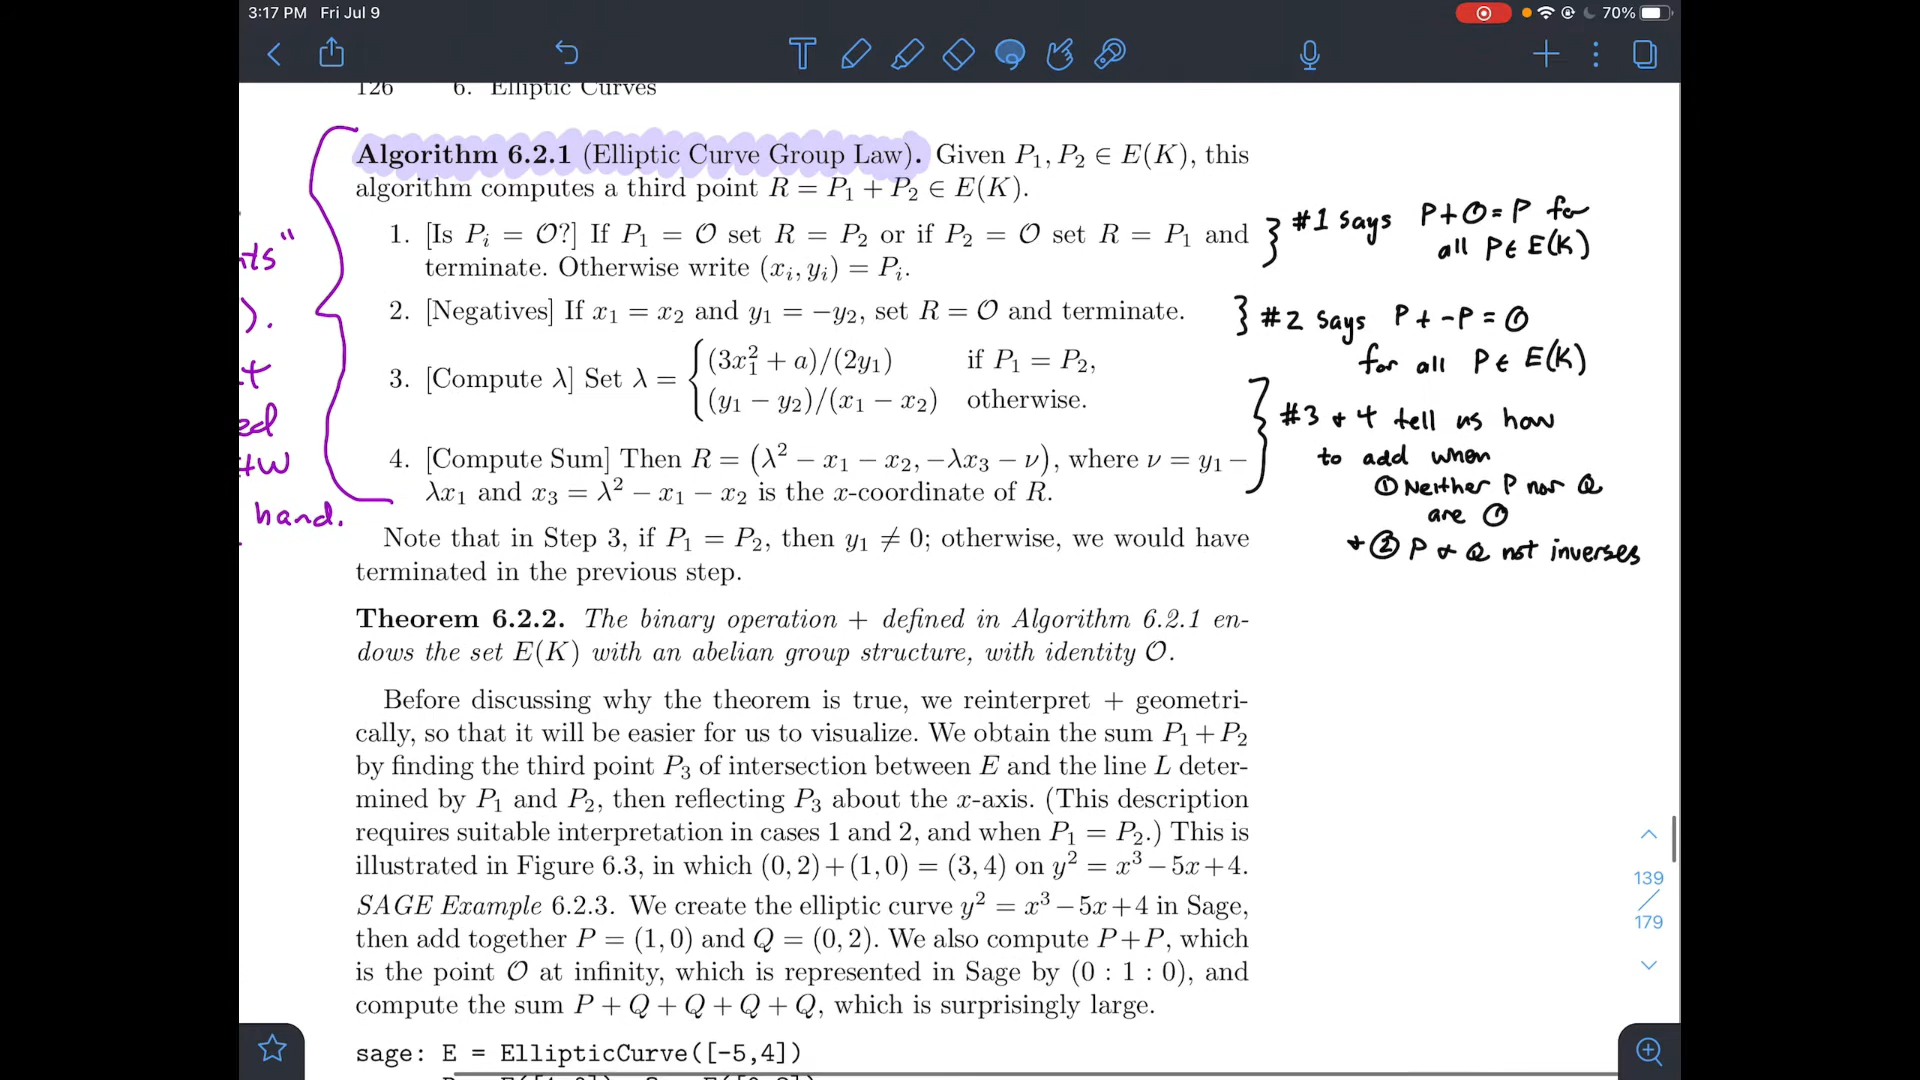 3:17 PM Fri Jul 9
70%
126 6. Elliptic Curves
Algorithm 6.2.1 (Elliptic Curve Group Law). Given P₁, P₂ ∈ E(K), this
algorithm computes a third point R = P₁ + P₂ ∈ E(K).
1. [Is Pᵢ = 𝒪?] If P₁ = 𝒪 set R = P₂ or if P₂ = 𝒪 set R = P₁ and
terminate. Otherwise write (xᵢ, yᵢ) = Pᵢ.
2. [Negatives] If x₁ = x₂ and y₁ = −y₂, set R = 𝒪 and terminate.
3. [Compute λ] Set λ = { (3x₁² + a)/(2y₁) if P₁ = P₂,
(y₁ − y₂)/(x₁ − x₂) otherwise.
4. [Compute Sum] Then R = (λ² − x₁ − x₂, −λx₃ − ν), where ν = y₁ −
λx₁ and x₃ = λ² − x₁ − x₂ is the x-coordinate of R.
Note that in Step 3, if P₁ = P₂, then y₁ ≠ 0; otherwise, we would have
terminated in the previous step.
Theorem 6.2.2. The binary operation + defined in Algorithm 6.2.1 en-
dows the set E(K) with an abelian group structure, with identity 𝒪.
Before discussing why the theorem is true, we reinterpret + geometri-
cally, so that it will be easier for us to visualize. We obtain the sum P₁ + P₂
by finding the third point P₃ of intersection between E and the line L deter-
mined by P₁ and P₂, then reflecting P₃ about the x-axis. (This description
requires suitable interpretation in cases 1 and 2, and when P₁ = P₂.) This is
illustrated in Figure 6.3, in which (0, 2)+(1, 0) = (3, 4) on y² = x³ − 5x+4.
SAGE Example 6.2.3. We create the elliptic curve y² = x³ − 5x+4 in Sage,
then add together P = (1, 0) and Q = (0, 2). We also compute P+P, which
is the point 𝒪 at infinity, which is represented in Sage by (0 : 1 : 0), and
compute the sum P + Q + Q + Q + Q, which is surprisingly large.
sage: E = EllipticCurve([-5,4])
hand.
#1 says P+𝒪=P for
all P∈ E(K)
#2 says P + -P = 𝒪
for all P∈ E(K)
#3 + 4 tell us how
to add when
① Neither P nor Q
are 𝒪
+ ② P + Q not inverses
139
179